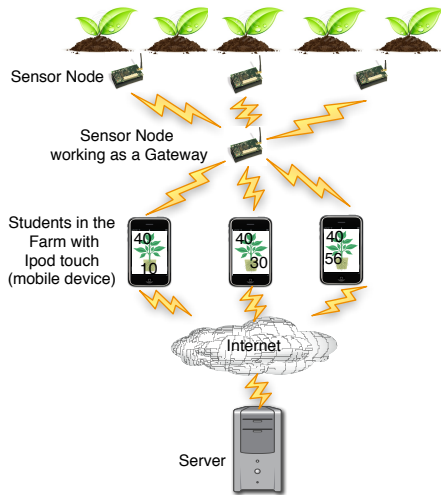 Sensor Node
Sensor Node
working as a Gateway
Students in the
Farm with
Ipod touch
(mobile device)
40
10
40
30
40
56
Internet
Server